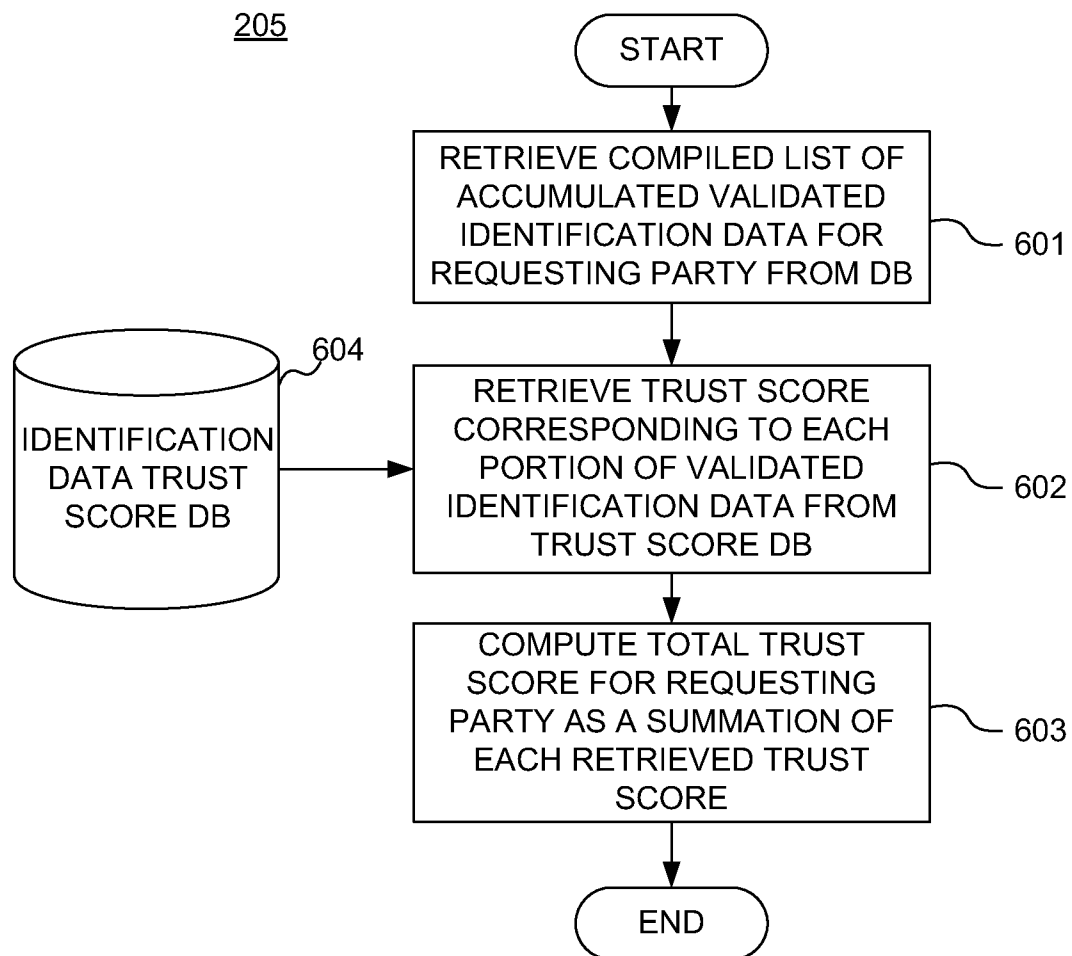 205
START
RETRIEVE COMPILED LIST OF
ACCUMULATED VALIDATED
IDENTIFICATION DATA FOR
REQUESTING PARTY FROM DB
601
604
IDENTIFICATION
DATA TRUST
SCORE DB
RETRIEVE TRUST SCORE
CORRESPONDING TO EACH
PORTION OF VALIDATED
IDENTIFICATION DATA FROM
TRUST SCORE DB
602
COMPUTE TOTAL TRUST
SCORE FOR REQUESTING
PARTY AS A SUMMATION OF
EACH RETRIEVED TRUST
SCORE
603
END